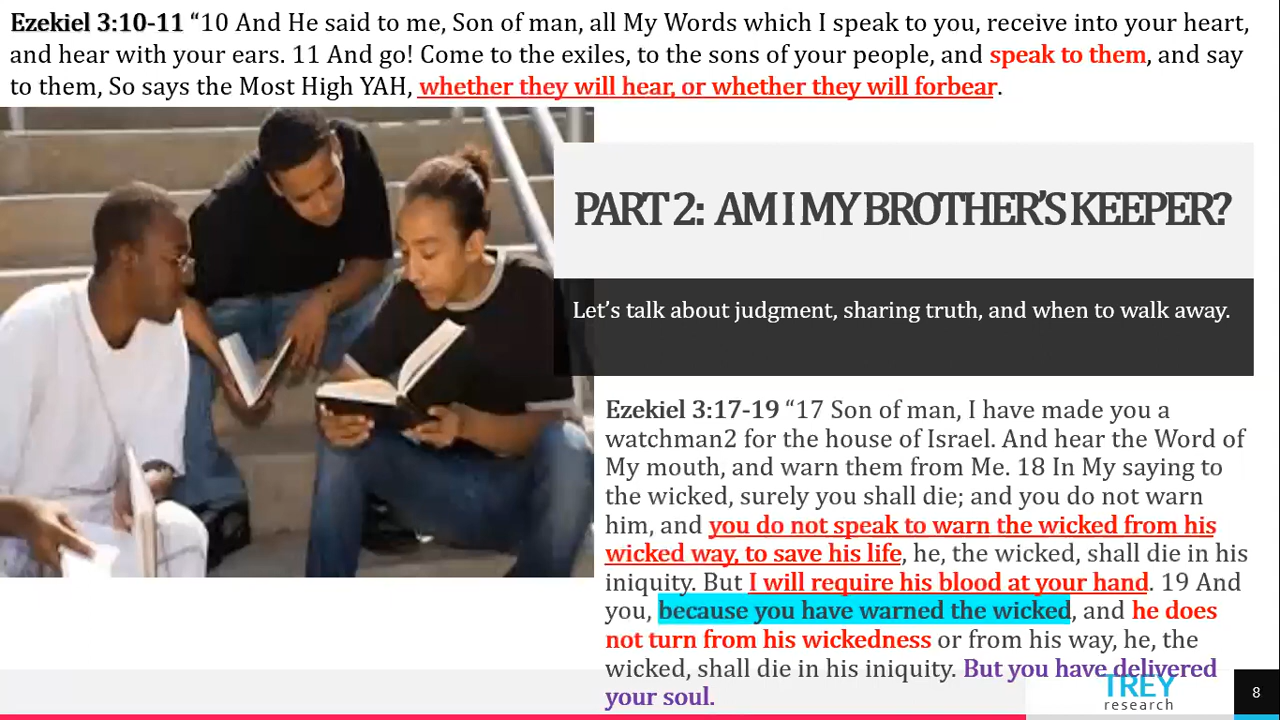 Ezekiel 3:10-11 “10 And He said to me, Son of man, all My Words which I speak to you, receive into your heart,
and hear with your ears. 11 And go! Come to the exiles, to the sons of your people, and speak to them, and say
to them, So says the Most High YAH, whether they will hear, or whether they will forbear.
PART 2: AM I MY BROTHER’S KEEPER?
Let’s talk about judgment, sharing truth, and when to walk away.
Ezekiel 3:17-19 “17 Son of man, I have made you a
watchman2 for the house of Israel. And hear the Word of
My mouth, and warn them from Me. 18 In My saying to
the wicked, surely you shall die; and you do not warn
him, and you do not speak to warn the wicked from his
wicked way, to save his life, he, the wicked, shall die in his
iniquity. But I will require his blood at your hand. 19 And
you, because you have warned the wicked, and he does
not turn from his wickedness or from his way, he, the
wicked, shall die in his iniquity. But you have delivered
your soul.
TREY
research
8